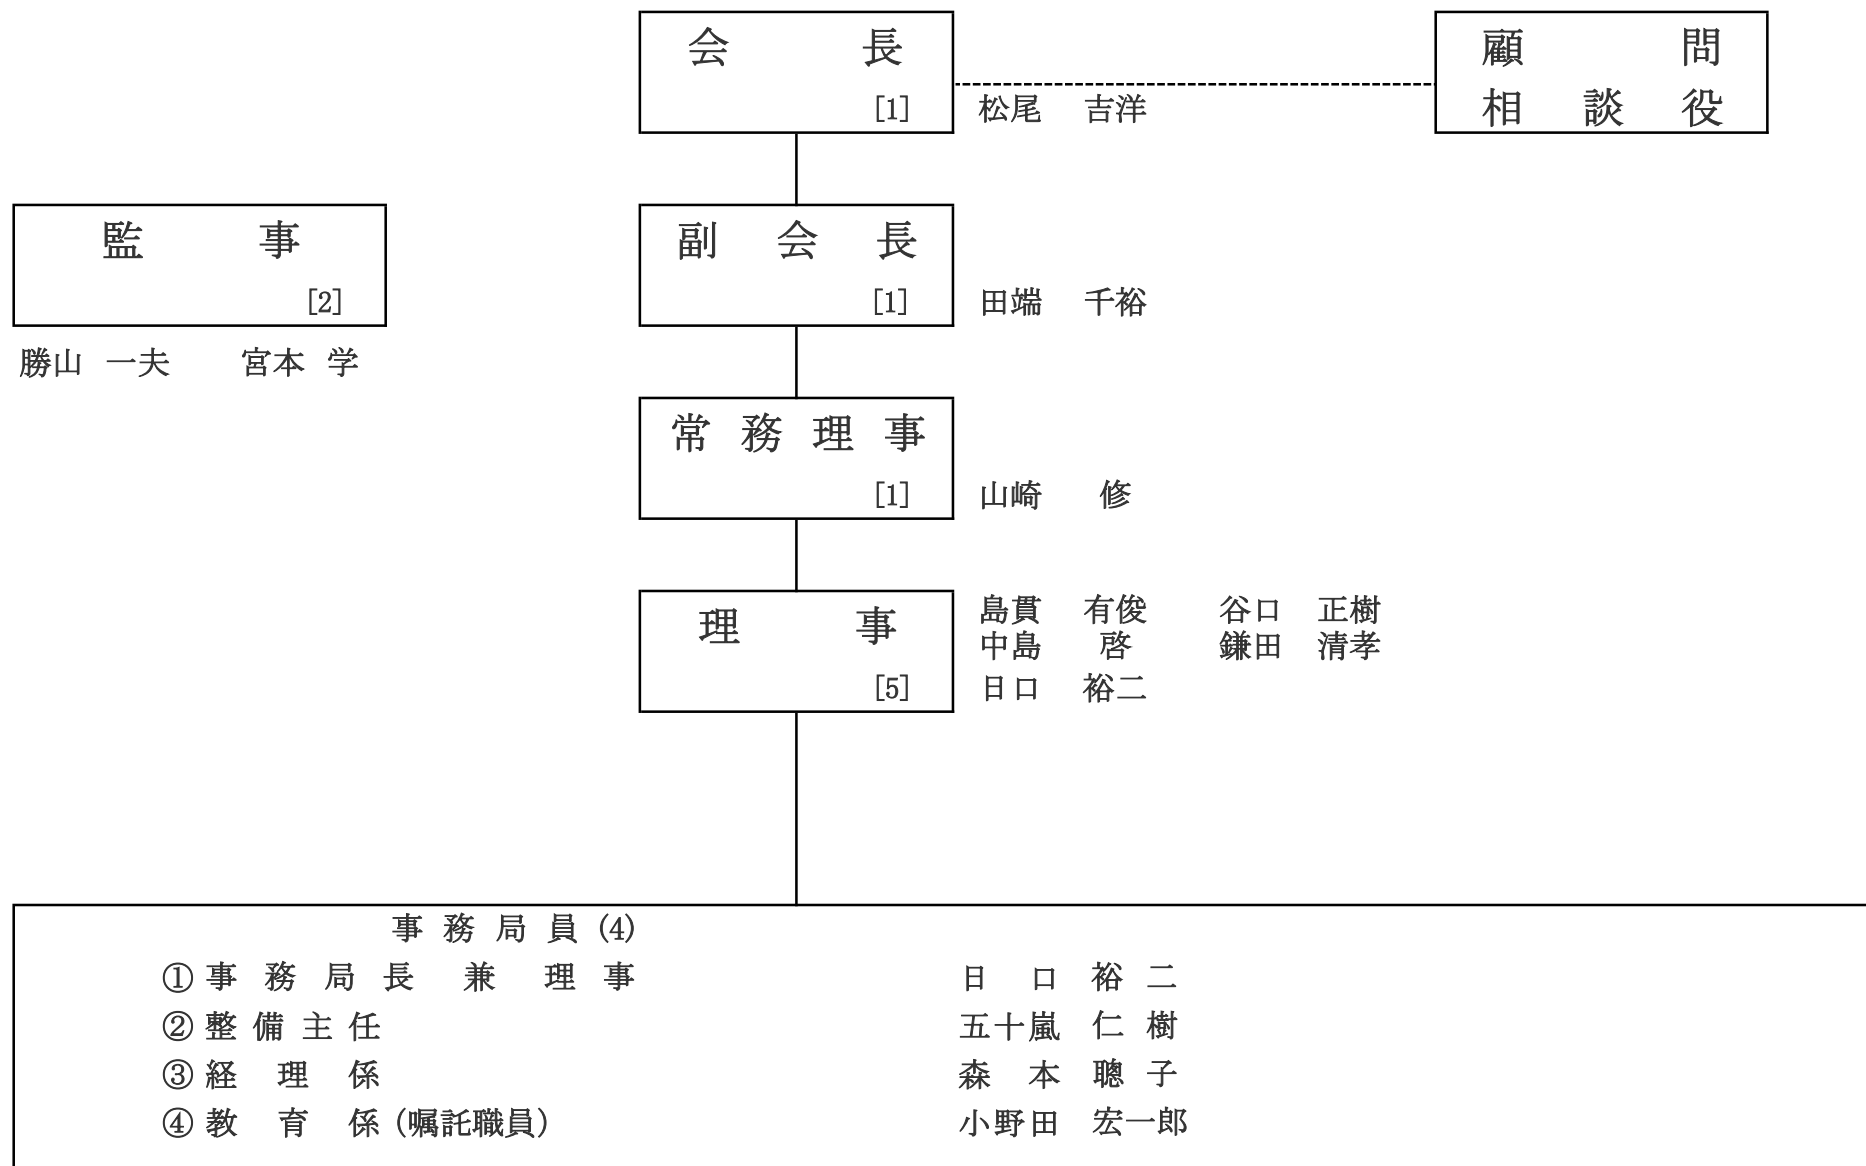 会長
[1]
松尾 吉洋
顧問
相談役
監事
[2]
勝山 一夫 宮本 学
副会長
[1]
田端 千裕
常務理事
[1]
山崎 修
理事
[5]
島貫 有俊 谷口 正樹
中島 啓 鎌田 清孝
日口 裕二
事務局員(4)
①事務局長 兼 理事 日口 裕二
②整備主任 五十嵐 仁樹
③経理係 森本 聰子
④教育係(嘱託職員) 小野田 宏一郎